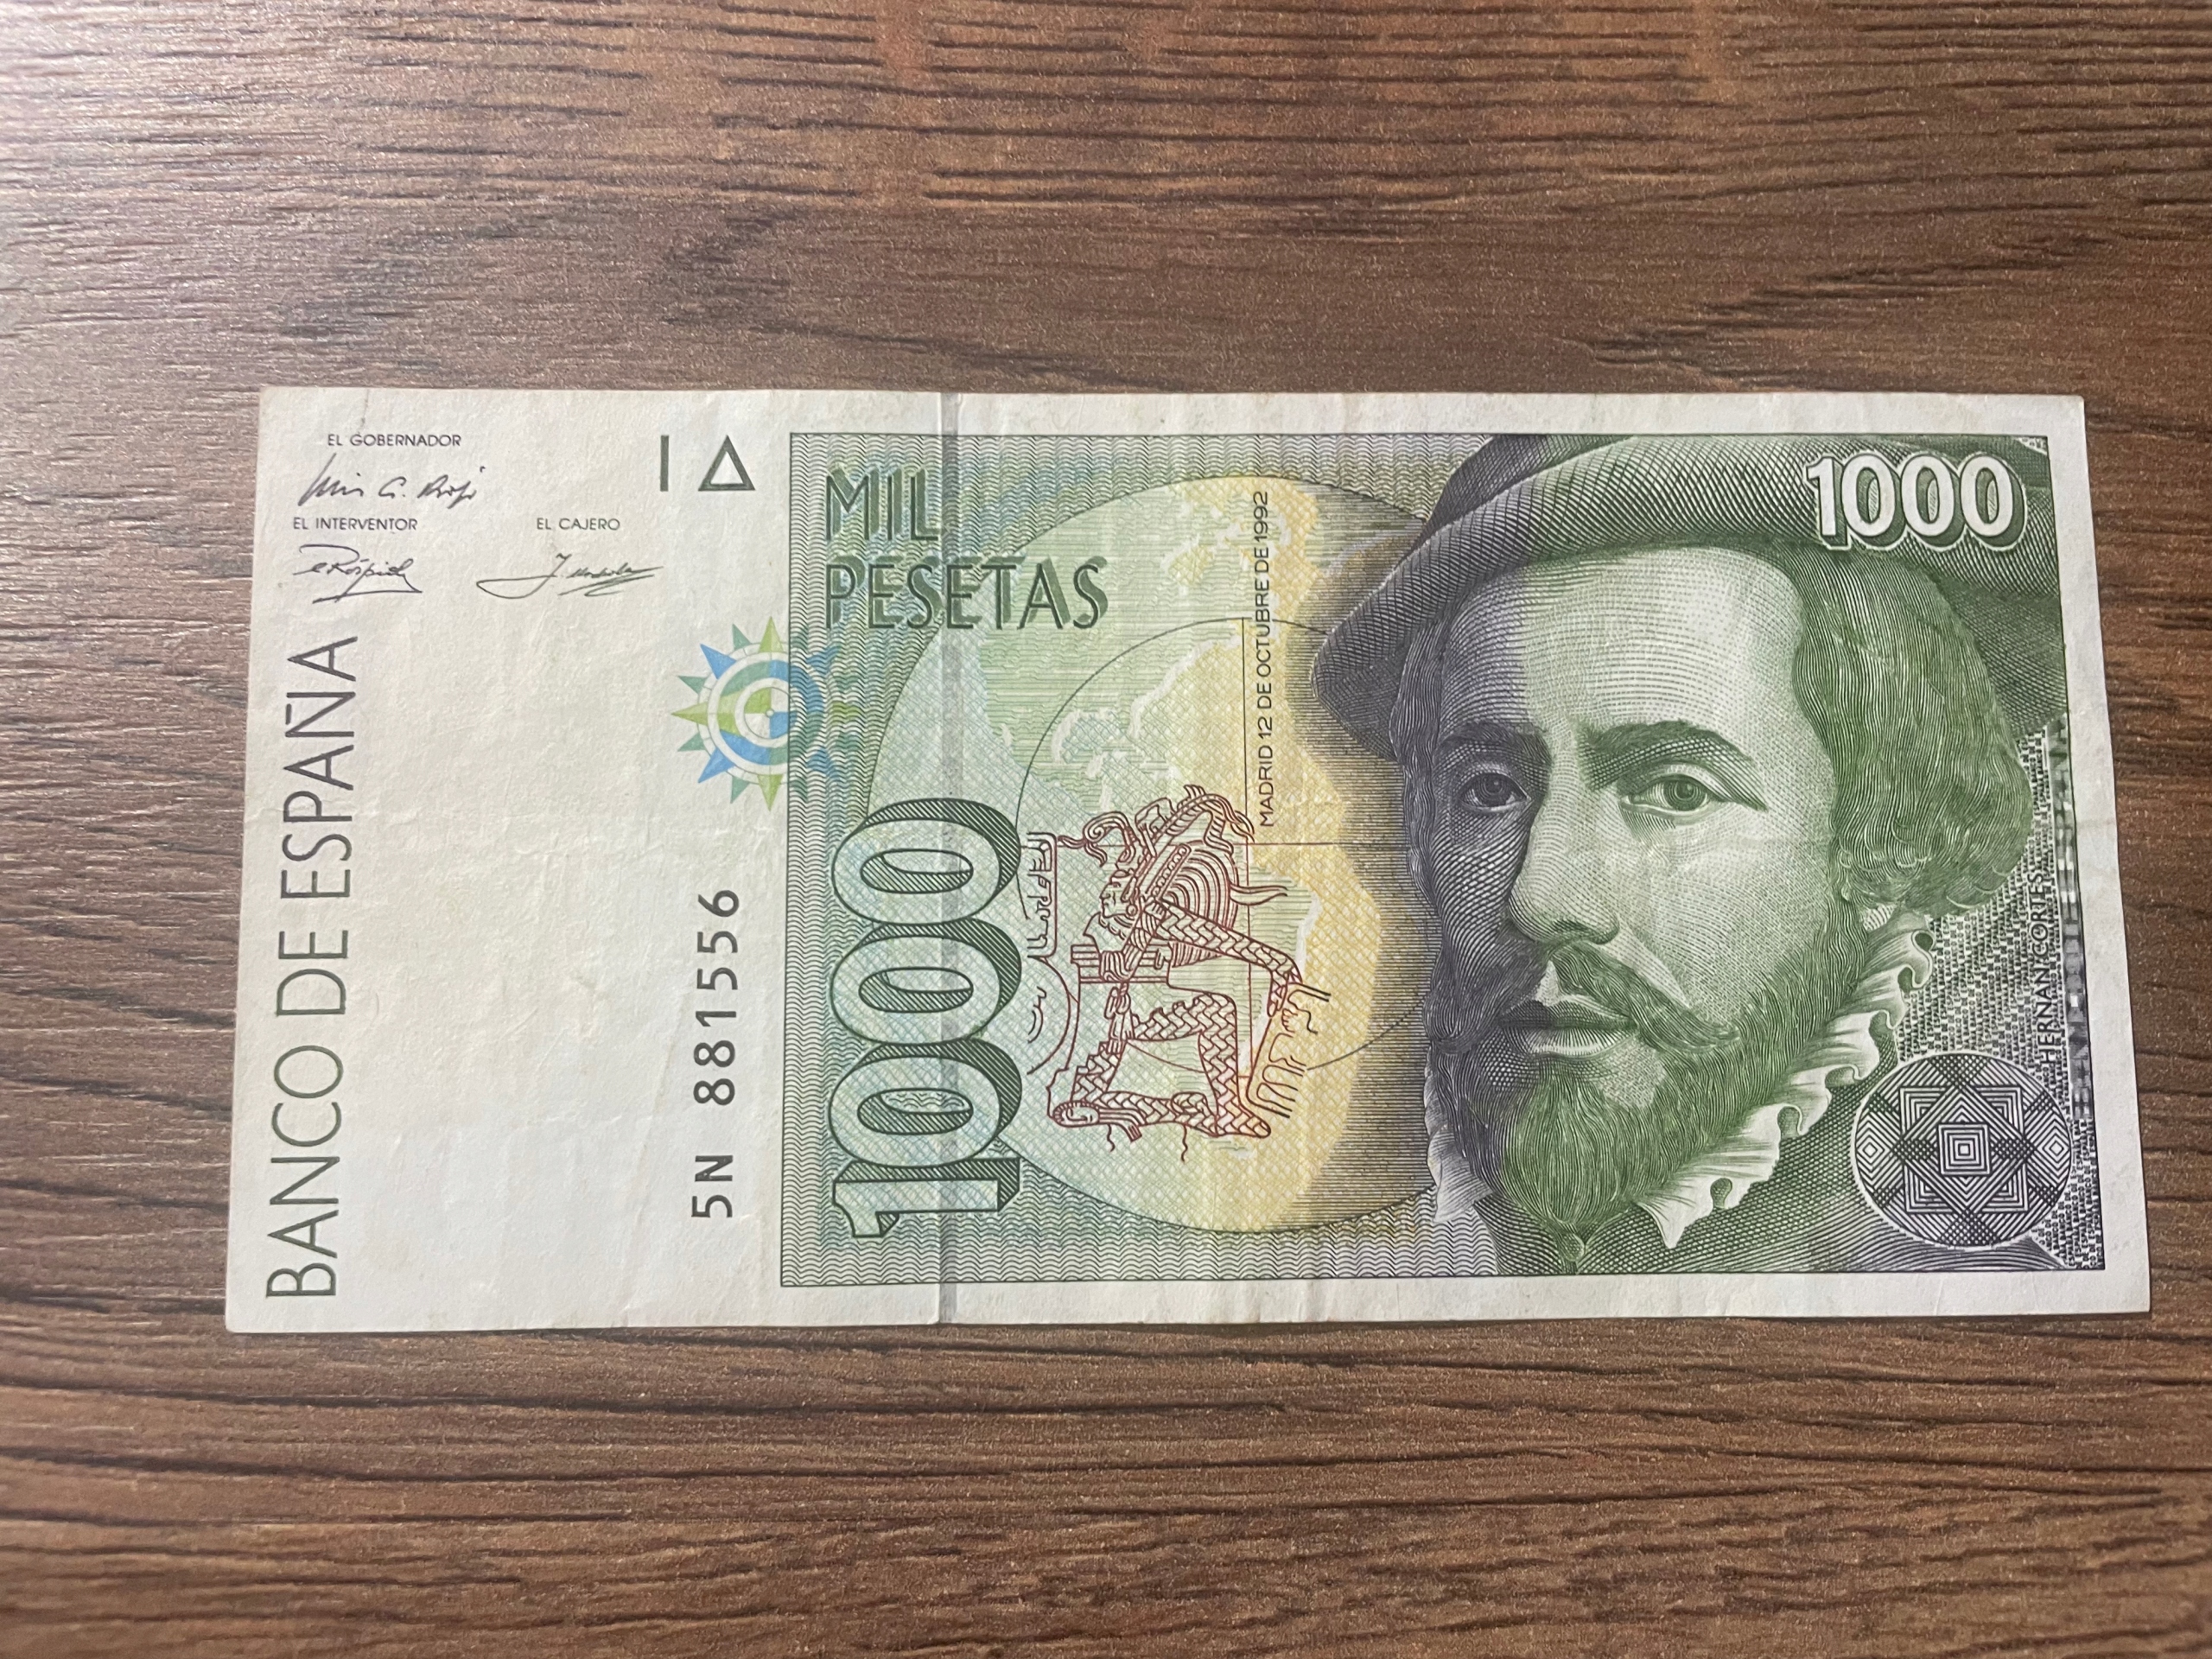 EL GOBERNADOR
EL INTERVENTOR
EL CAJERO
BANCO DE ESPAÑA
5N 881556
MIL
PESETAS
1000
MADRID 12 DE OCTUBRE DE 1992
1000
HERNAN CORTES